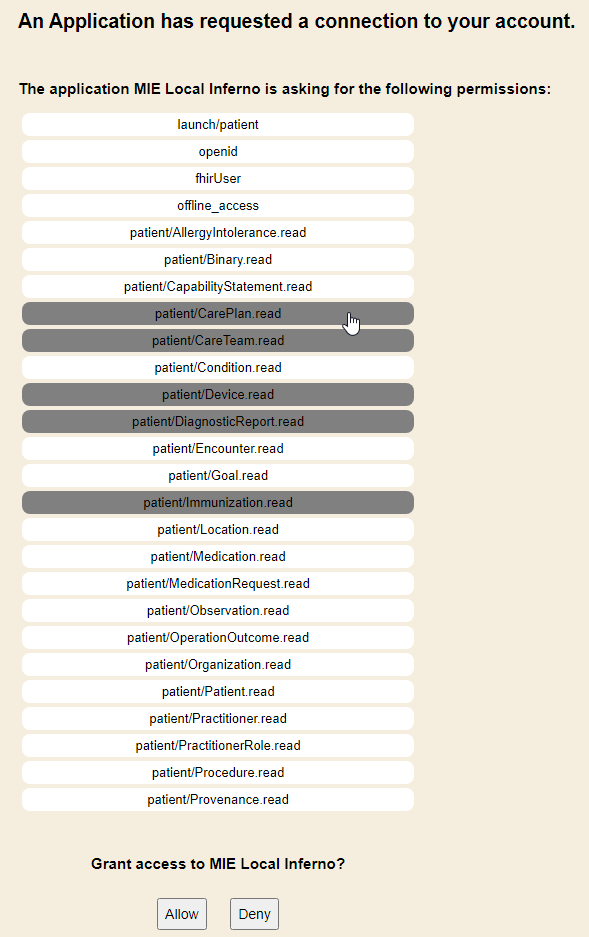 An Application has requested a connection to your account.
The application MIE Local Inferno is asking for the following permissions:
launch/patient
openid
fhirUser
offline_access
patient/AllergyIntolerance.read
patient/Binary.read
patient/CapabilityStatement.read
patient/CarePlan.read
patient/CareTeam.read
patient/Condition.read
patient/Device.read
patient/DiagnosticReport.read
patient/Encounter.read
patient/Goal.read
patient/Immunization.read
patient/Location.read
patient/Medication.read
patient/MedicationRequest.read
patient/Observation.read
patient/OperationOutcome.read
patient/Organization.read
patient/Patient.read
patient/Practitioner.read
patient/PractitionerRole.read
patient/Procedure.read
patient/Provenance.read
Grant access to MIE Local Inferno?
Allow Deny